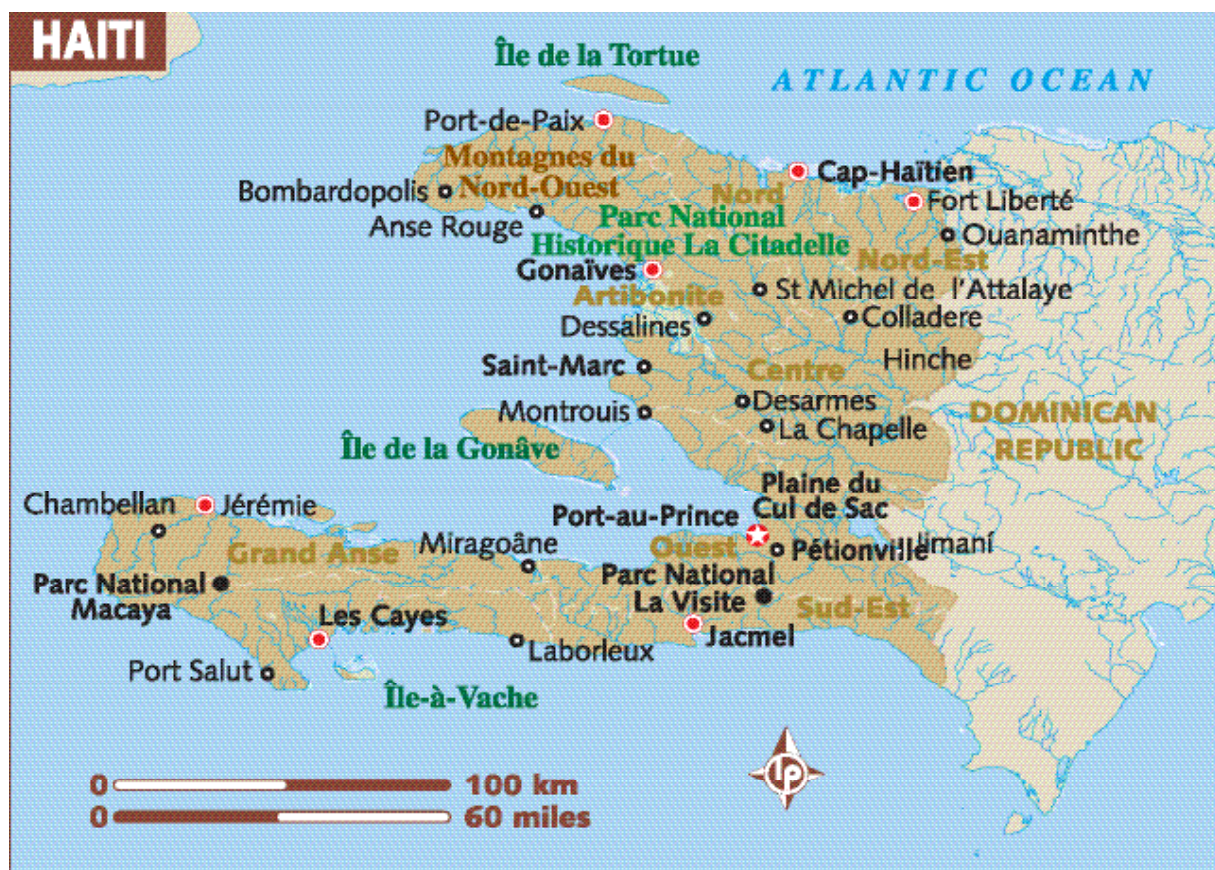 HAITI
Île de la Tortue
ATLANTIC OCEAN
Port-de-Paix
Montagnes du
Nord-Ouest
Cap-Haïtien
Nord
Bombardopolis
Fort Liberté
Anse Rouge
Parc National
Historique La Citadelle
Ouanaminthe
Nord-Est
Gonaïves
Artibonite
St Michel de l'Attalaye
Dessalines
Colladere
Hinche
Saint-Marc
Centre
Desarmes
Montrouis
La Chapelle
DOMINICAN
REPUBLIC
Île de la Gonâve
Plaine du
Cul de Sac
Chambellan
Jérémie
Port-au-Prince
Grand Anse
Miragoâne
Ouest
Pétionville
Jimaní
Parc National
Macaya
Parc National
La Visite
Sud-Est
Les Cayes
Jacmel
Laborleux
Port Salut
Île-à-Vache
0 100 km
0 60 miles
lp